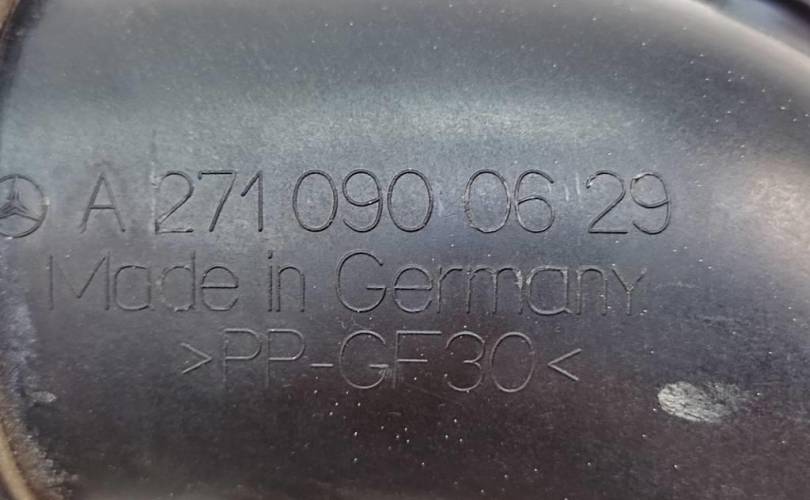 A 271 090 06 29
Made in Germany
>PP-GF30<